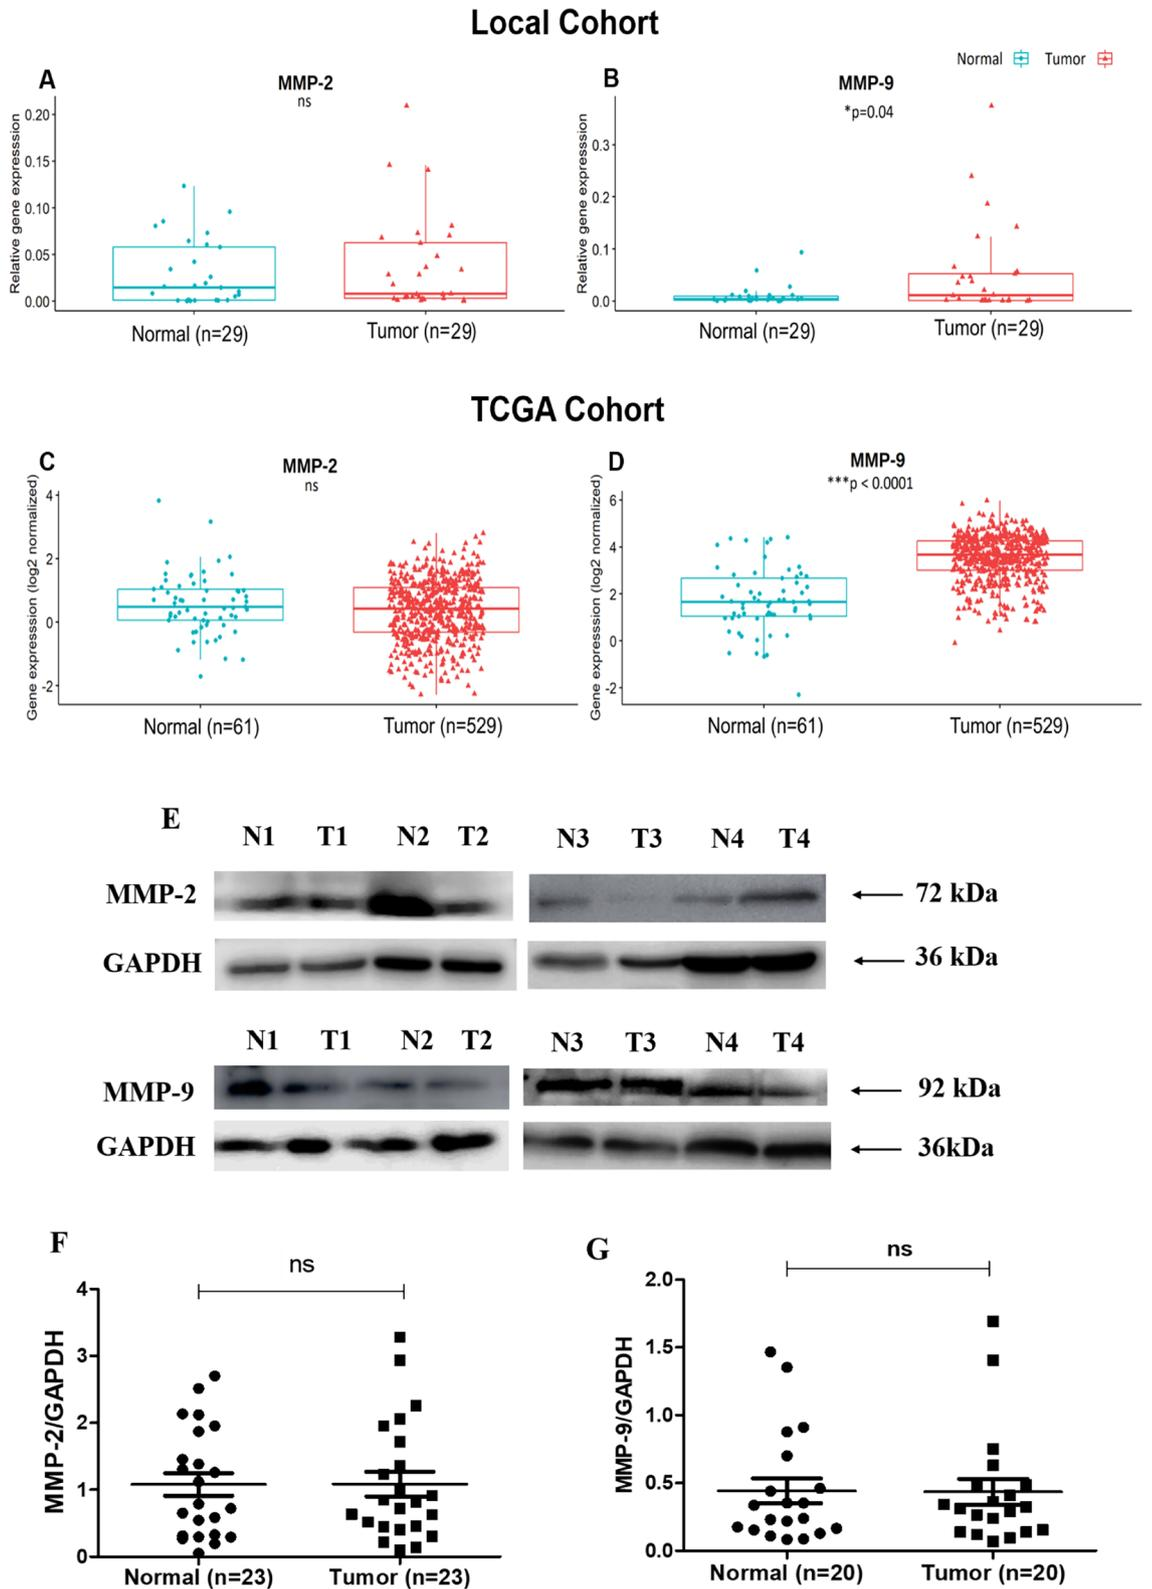 Local Cohort
Normal Tumor
A
MMP-2
ns
Relative gene expresssion
0.20
0.15
0.10
0.05
0.00
Normal (n=29)
Tumor (n=29)
B
MMP-9
*p=0.04
Relative gene expresssion
0.3
0.2
0.1
0.0
Normal (n=29)
Tumor (n=29)
TCGA Cohort
C
MMP-2
ns
Gene expresssion (log2 normalized)
4
2
0
-2
Normal (n=61)
Tumor (n=529)
D
MMP-9
***p < 0.0001
Gene expresssion (log2 normalized)
6
4
2
0
-2
Normal (n=61)
Tumor (n=529)
E
N1 T1 N2 T2 N3 T3 N4 T4
MMP-2 72 kDa
GAPDH 36 kDa
N1 T1 N2 T2 N3 T3 N4 T4
MMP-9 92 kDa
GAPDH 36kDa
F
ns
MMP-2/GAPDH
4
3
2
1
0
Normal (n=23)
Tumor (n=23)
G
ns
MMP-9/GAPDH
2.0
1.5
1.0
0.5
0.0
Normal (n=20)
Tumor (n=20)